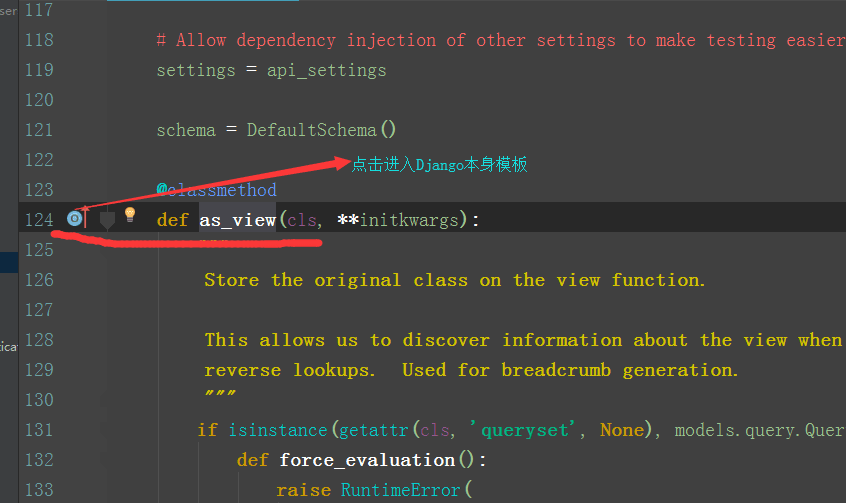 117
118 # Allow dependency injection of other settings to make testing easier
ser
119 settings = api_settings
120
121 schema = DefaultSchema()
122 点击进入Django本身模板
123 @classmethod
124 def as_view(cls, **initkwargs):
125 """
126 Store the original class on the view function.
127
128 This allows us to discover information about the view when
tica
129 reverse lookups.  Used for breadcrumb generation.
130 """
131 if isinstance(getattr(cls, 'queryset', None), models.query.Quer
132 def force_evaluation():
133 raise RuntimeError(